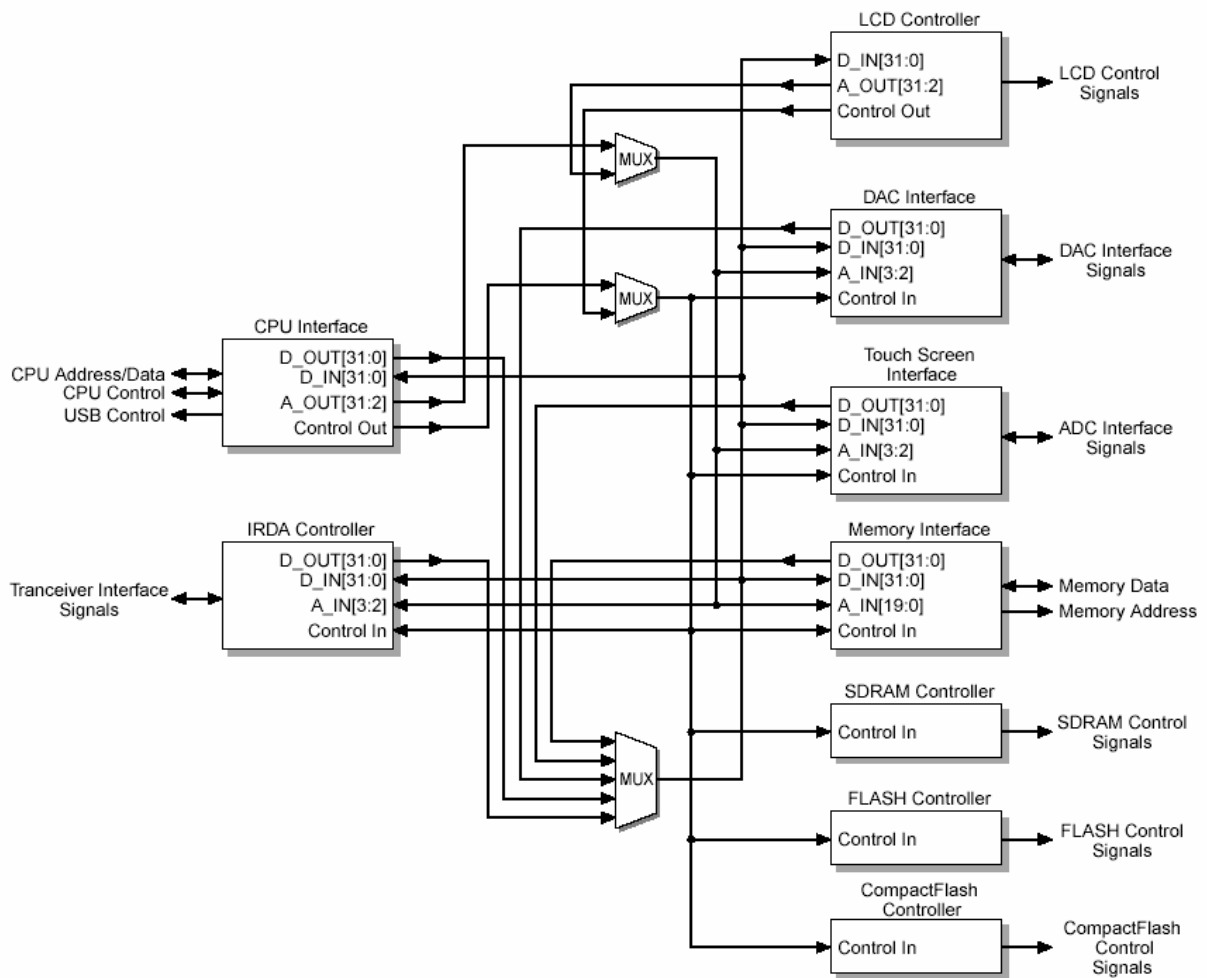 LCD Controller
D_IN[31:0]
A_OUT[31:2]
Control Out
LCD Control
Signals
MUX
DAC Interface
D_OUT[31:0]
D_IN[31:0]
A_IN[3:2]
Control In
DAC Interface
Signals
MUX
CPU Interface
D_OUT[31:0]
D_IN[31:0]
A_OUT[31:2]
Control Out
CPU Address/Data
CPU Control
USB Control
Touch Screen
Interface
D_OUT[31:0]
D_IN[31:0]
A_IN[3:2]
Control In
ADC Interface
Signals
IRDA Controller
D_OUT[31:0]
D_IN[31:0]
A_IN[3:2]
Control In
Tranceiver Interface
Signals
Memory Interface
D_OUT[31:0]
D_IN[31:0]
A_IN[19:0]
Control In
Memory Data
Memory Address
SDRAM Controller
Control In
SDRAM Control
Signals
MUX
FLASH Controller
Control In
FLASH Control
Signals
CompactFlash
Controller
Control In
CompactFlash
Control
Signals